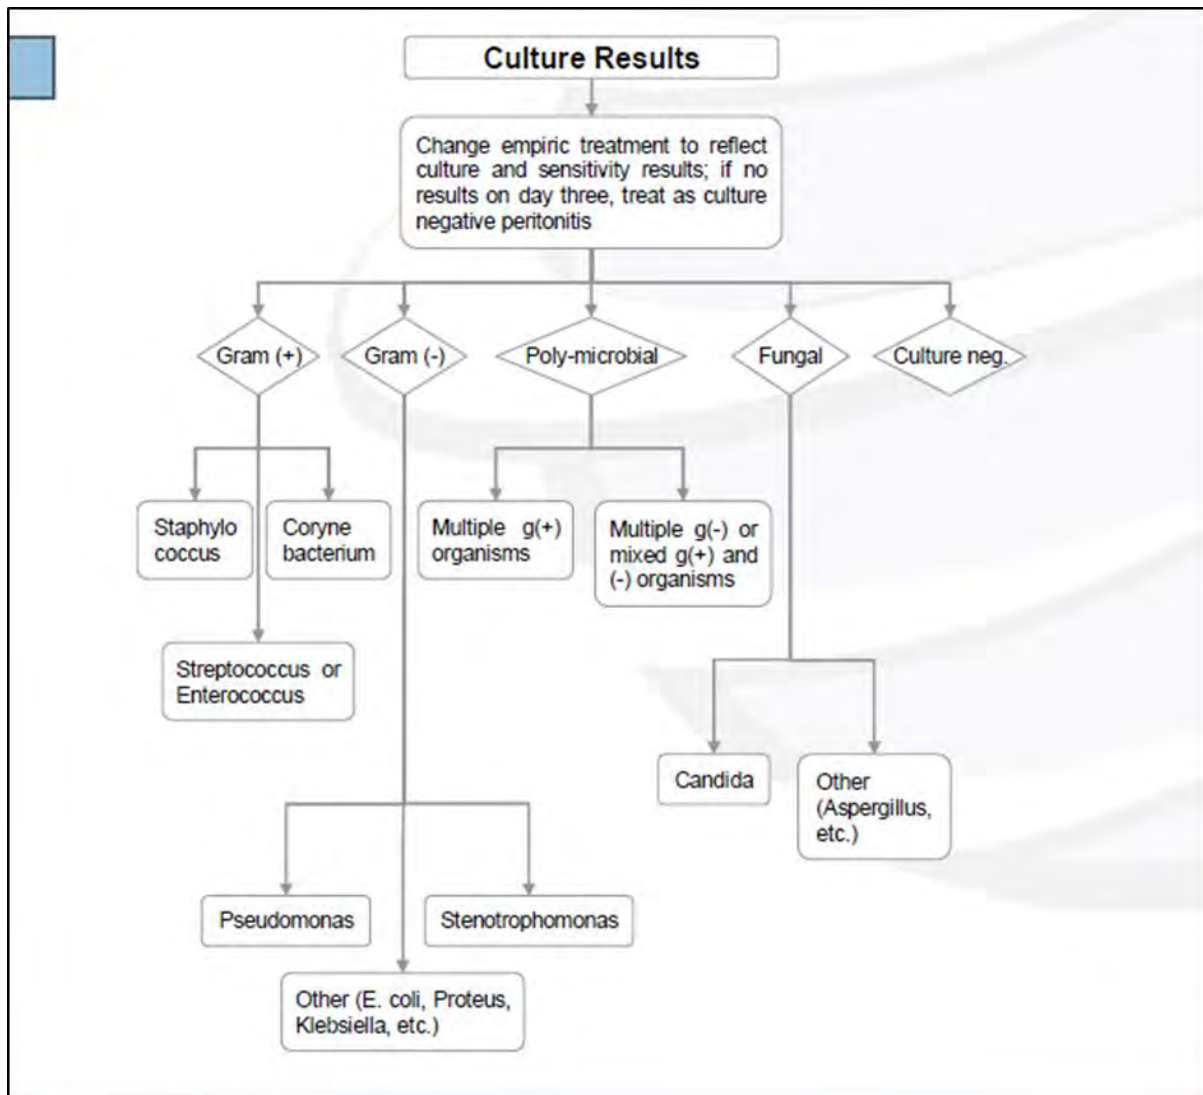 Culture Results
Change empiric treatment to reflect
culture and sensitivity results; if no
results on day three, treat as culture
negative peritonitis
Gram (+)
Gram (-)
Poly-microbial
Fungal
Culture neg.
Staphylo
coccus
Coryne
bacterium
Multiple g(+)
organisms
Multiple g(-) or
mixed g(+) and
(-) organisms
Streptococcus or
Enterococcus
Candida
Other
(Aspergillus,
etc.)
Pseudomonas
Stenotrophomonas
Other (E. coli, Proteus,
Klebsiella, etc.)